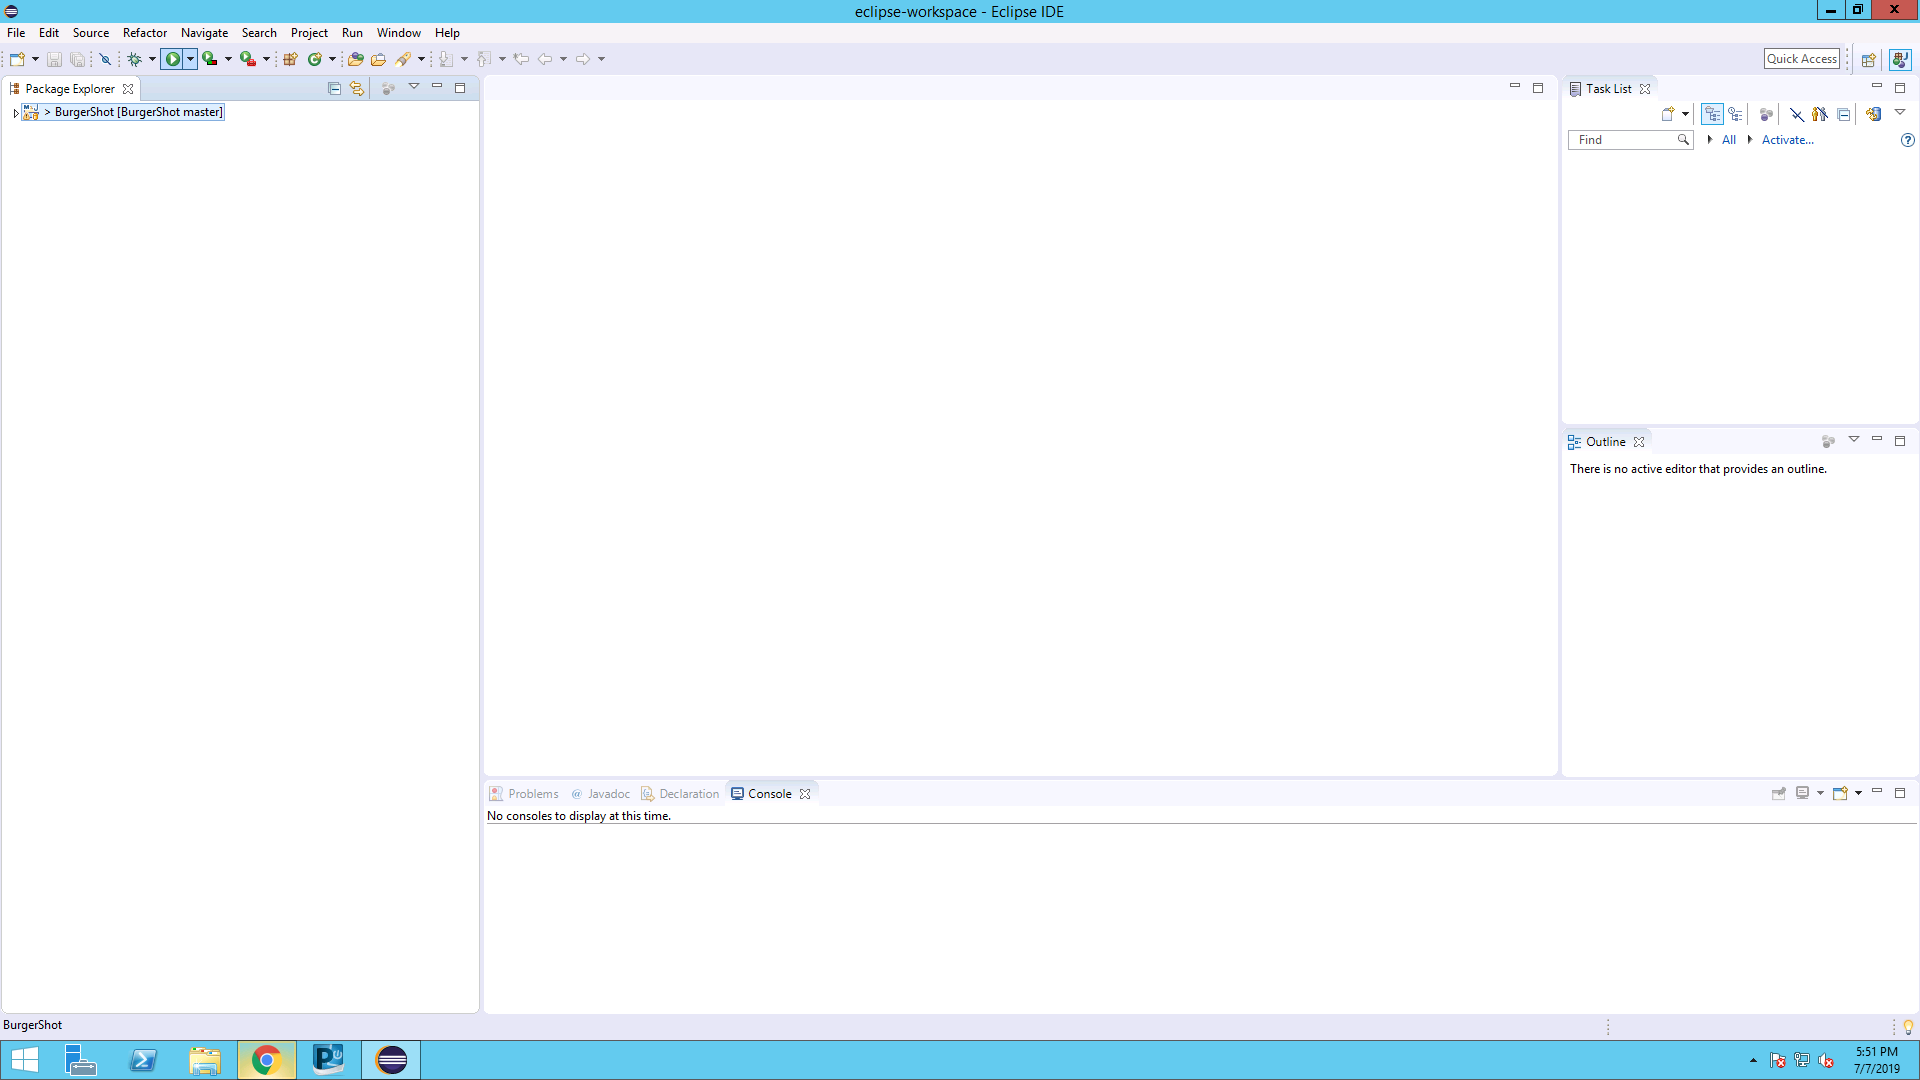 eclipse-workspace - Eclipse IDE
File Edit Source Refactor Navigate Search Project Run Window Help
Quick Access
Package Explorer
> BurgerShot [BurgerShot master]
Task List
Find
All
Activate...
Outline
There is no active editor that provides an outline.
Problems @ Javadoc Declaration Console
No consoles to display at this time.
BurgerShot
5:51 PM
7/7/2019